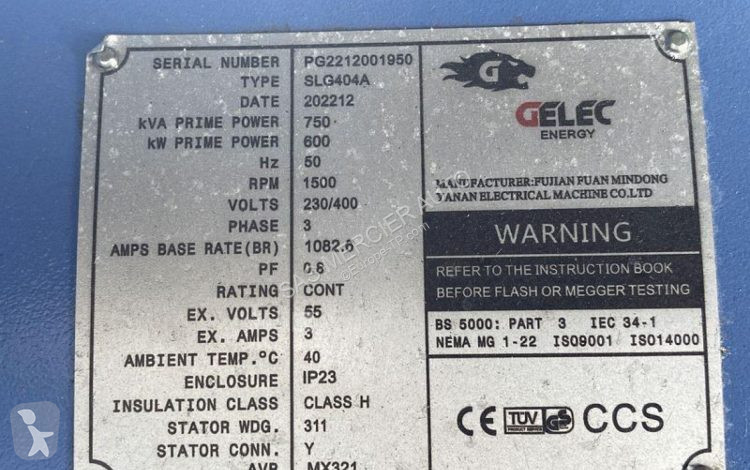 SERIAL NUMBER PG2212001950
TYPE SLG404A
DATE 202212
kVA PRIME POWER 750
kW PRIME POWER 600
Hz 50
RPM 1500
VOLTS 230/400
PHASE 3
AMPS BASE RATE(BR) 1082.6
PF 0.8
RATING CONT
EX. VOLTS 55
EX. AMPS 3
AMBIENT TEMP.ºC 40
ENCLOSURE IP23
INSULATION CLASS CLASS H
STATOR WDG. 311
STATOR CONN. Y
AVR MX321
G
GELEC
ENERGY
MANUFACTURER:FUJIAN FUAN MINDONG
YANAN ELECTRICAL MACHINE CO.LTD
WARNING
REFER TO THE INSTRUCTION BOOK
BEFORE FLASH OR MEGGER TESTING
BS 5000: PART 3 IEC 34-1
NEMA MG 1-22 ISO9001 ISO14000
CE TÜV GS CCS
SAS MERCIER AUTO